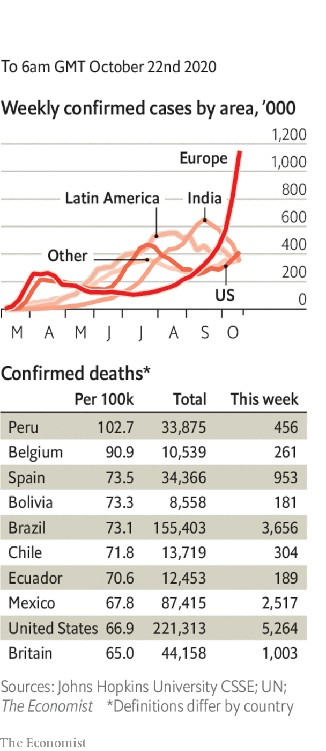 To 6am GMT October 22nd 2020
Weekly confirmed cases by area, ’000
1,200
Europe
1,000
Latin America India
800
600
Other
400
200
US
0
M A M J J A S O
Confirmed deaths*
Per 100k Total This week
Peru 102.7 33,875 456
Belgium 90.9 10,539 261
Spain 73.5 34,366 953
Bolivia 73.3 8,558 181
Brazil 73.1 155,403 3,656
Chile 71.8 13,719 304
Ecuador 70.6 12,453 189
Mexico 67.8 87,415 2,517
United States 66.9 221,313 5,264
Britain 65.0 44,158 1,003
Sources: Johns Hopkins University CSSE; UN;
The Economist *Definitions differ by country
The Economist